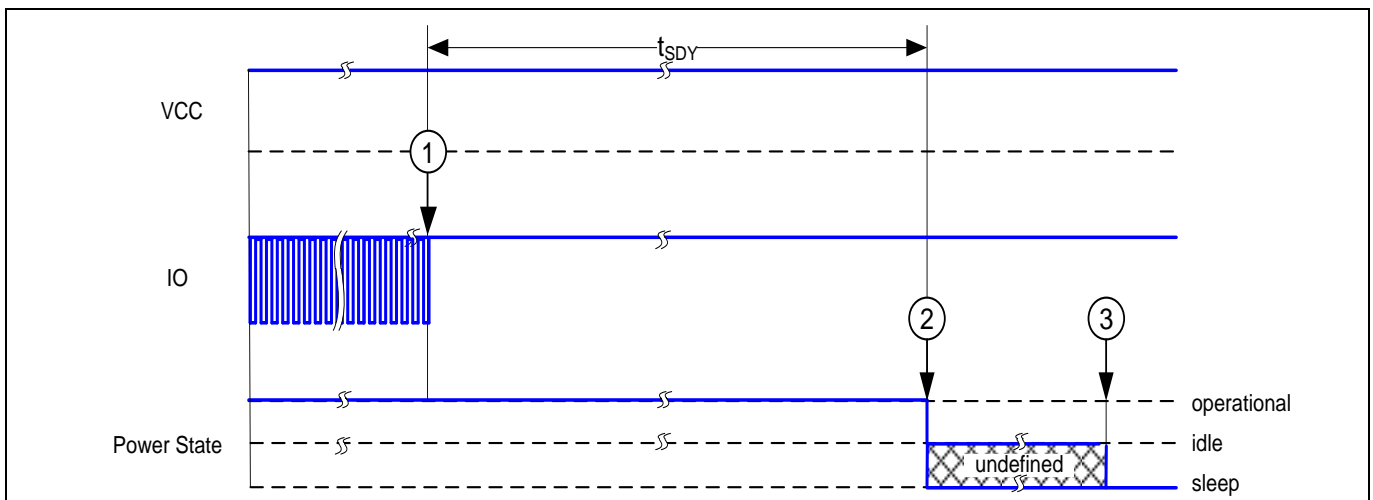 tSDY
VCC
1
IO
2
3
operational
Power State
idle
undefined
sleep